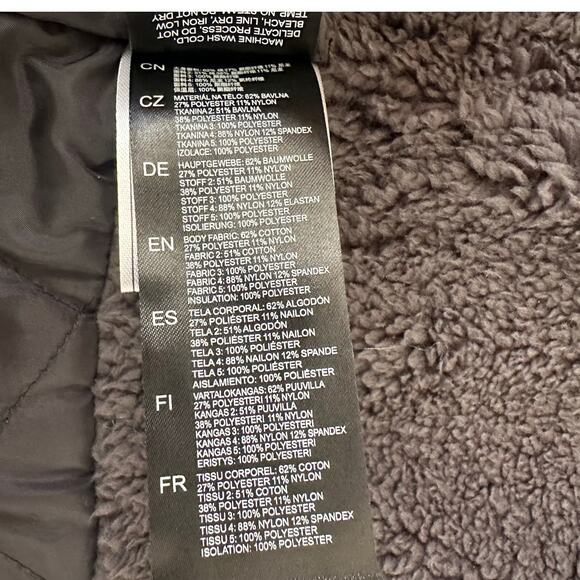 MACHINE WASH COLD,
DELICATE PROCESS, DO NOT
BLEACH, LINE DRY, IRON LOW
TEMP NO STEAM, DO NOT
CN
CZ
MATERIÁL NA TĚLO: 62% BAVLNA
27% POLYESTER 11% NYLON
TKANINA 2: 51% BAVLNA
38% POLYESTER 11% NYLON
TKANINA 3: 100% POLYESTER
TKANINA 4: 88% NYLON 12% SPANDEX
TKANINA 5: 100% POLYESTER
IZOLACE: 100% POLYESTER
DE
HAUPTGEWEBE: 62% BAUMWOLLE
27% POLYESTER 11% NYLON
STOFF 2: 51% BAUMWOLLE
38% POLYESTER 11% NYLON
STOFF 3: 100% POLYESTER
STOFF 4: 88% NYLON 12% ELASTAN
STOFF 5: 100% POLYESTER
ISOLIERUNG: 100% POLYESTER
EN
BODY FABRIC: 62% COTTON
27% POLYESTER 11% NYLON
FABRIC 2: 51% COTTON
38% POLYESTER 11% NYLON
FABRIC 3: 100% POLYESTER
FABRIC 4: 88% NYLON 12% SPANDEX
FABRIC 5: 100% POLYESTER
INSULATION: 100% POLYESTER
ES
TELA CORPORAL: 62% ALGODÓN
27% POLIÉSTER 11% NAILON
TELA 2: 51% ALGODÓN
38% POLIÉSTER 11% NAILON
TELA 3: 100% POLIÉSTER
TELA 4: 88% NAILON 12% SPANDE
TELA 5: 100% POLIÉSTER
AISLAMIENTO: 100% POLIÉSTER
FI
VARTALOKANGAS: 62% PUUVILLA
27% POLYESTERI 11% NYLON
KANGAS 2: 51% PUUVILLA
38% POLYESTERI 11% NYLON
KANGAS 3: 100% POLYESTERI
KANGAS 4: 88% NYLON 12% SPANDEX
KANGAS 5: 100% POLYESTERI
ERISTYS: 100% POLYESTERI
FR
TISSU CORPOREL: 62% COTON
27% POLYESTER 11% NYLON
TISSU 2: 51% COTON
38% POLYESTER 11% NYLON
TISSU 3: 100% POLYESTER
TISSU 4: 88% NYLON 12% SPANDEX
TISSU 5: 100% POLYESTER
ISOLATION: 100% POLYESTER